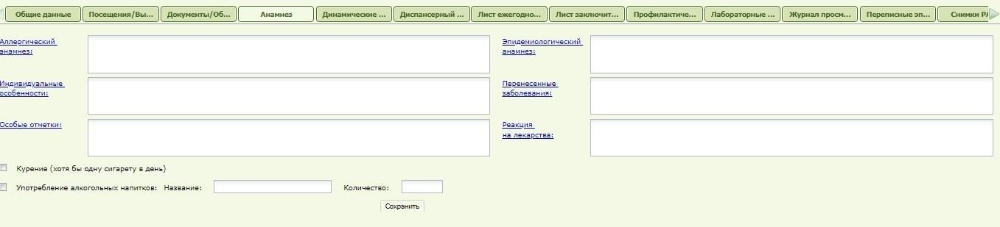 Общие данные Посещения/Вы... Документы/Об... Анамнез Динамические ... Диспансерный ... Лист ежегодно... Лист заключит... Профилактиче... Лабораторные ... Журнал просм... Переписные эп... Снимки РА
Аллергический
анамнез:
Эпидемиологический
анамнез:
Индивидуальные
особенности:
Перенесенные
заболевания:
Особые отметки:
Реакция
на лекарства:
Курение (хотя бы одну сигарету в день)
Употребление алкогольных напитков: Название: Количество:
Сохранить